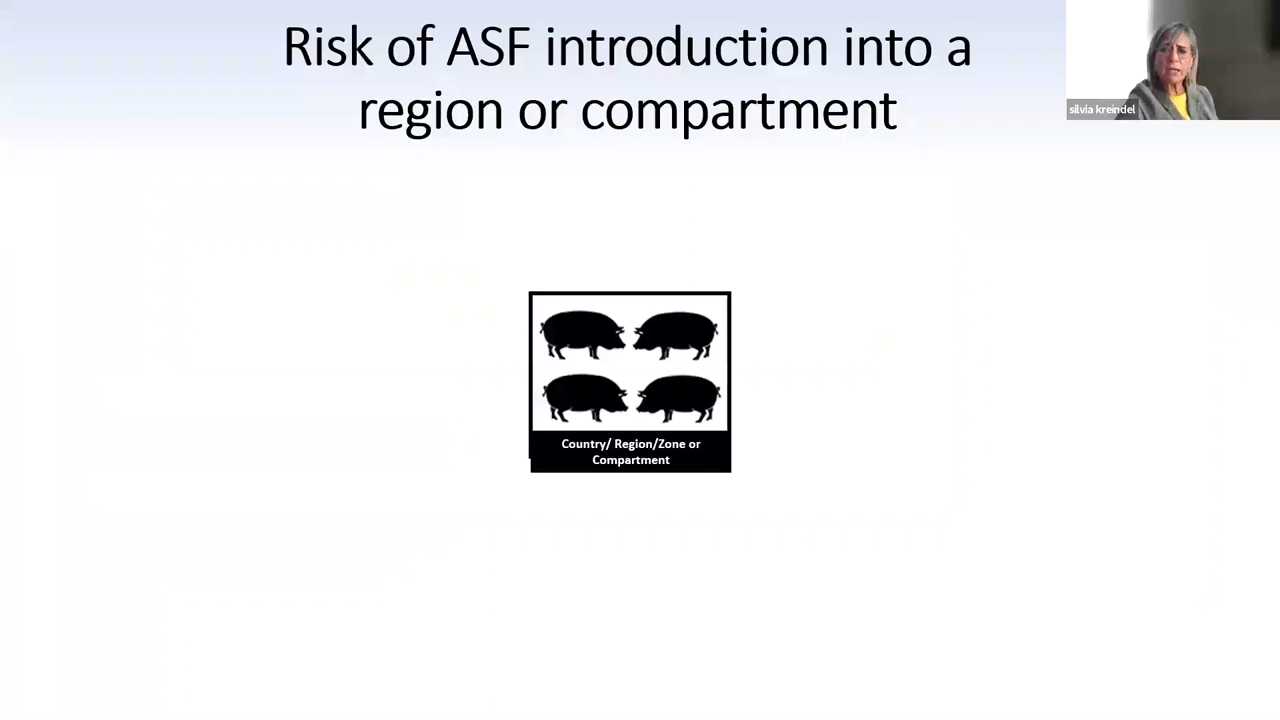 Risk of ASF introduction into a
region or compartment
silvia kreindel
Country/ Region/Zone or
Compartment